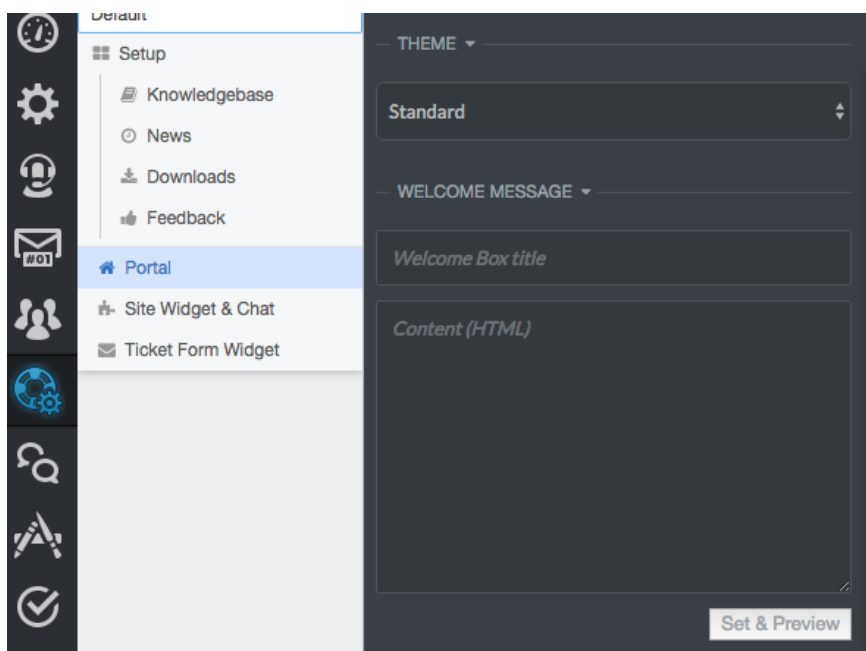 Default
Setup
Knowledgebase
News
Downloads
Feedback
Portal
Site Widget & Chat
Ticket Form Widget
#01
THEME
Standard
WELCOME MESSAGE
Welcome Box title
Content (HTML)
Set & Preview